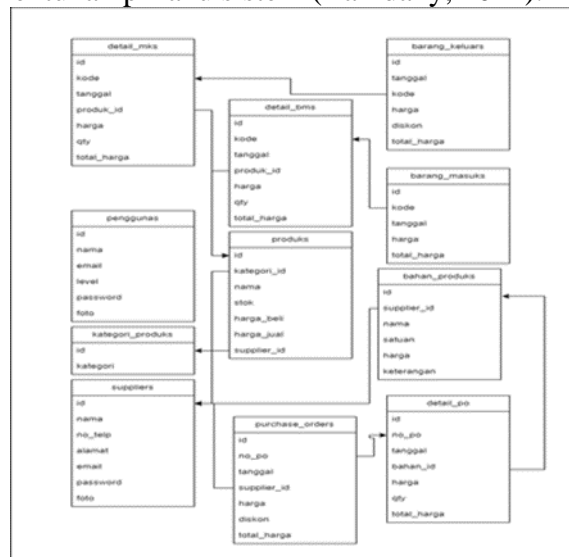 detail_mks
id
kode
tanggal
produk_id
harga
qty
total_harga
barang_keluars
id
tanggal
kode
harga
diskon
total_harga
detail_bms
id
kode
tanggal
produk_id
harga
qty
total_harga
barang_masuks
id
kode
tanggal
harga
total_harga
penggunas
id
nama
email
level
password
foto
produks
id
kategori_id
nama
stok
harga_beli
harga_jual
supplier_id
bahan_produks
id
supplier_id
nama
satuan
harga
keterangan
kategori_produks
id
kategori
suppliers
id
nama
no_telp
alamat
email
password
foto
purchase_orders
id
no_po
tanggal
supplier_id
harga
diskon
total_harga
detail_po
id
no_po
tanggal
bahan_id
harga
qty
total_harga